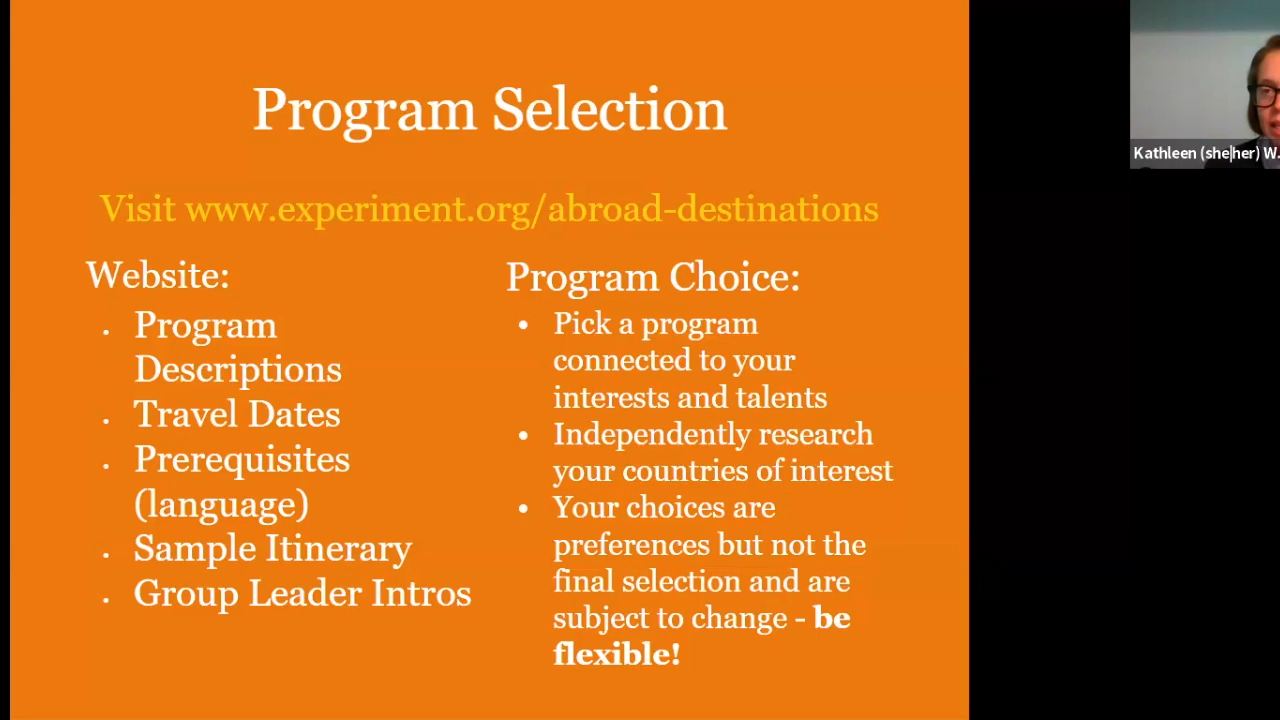 Program Selection
Visit www.experiment.org/abroad-destinations
Website:
• Program
Descriptions
• Travel Dates
• Prerequisites
(language)
• Sample Itinerary
• Group Leader Intros
Program Choice:
• Pick a program
connected to your
interests and talents
• Independently research
your countries of interest
• Your choices are
preferences but not the
final selection and are
subject to change - be
flexible!
Kathleen (she|her) W.